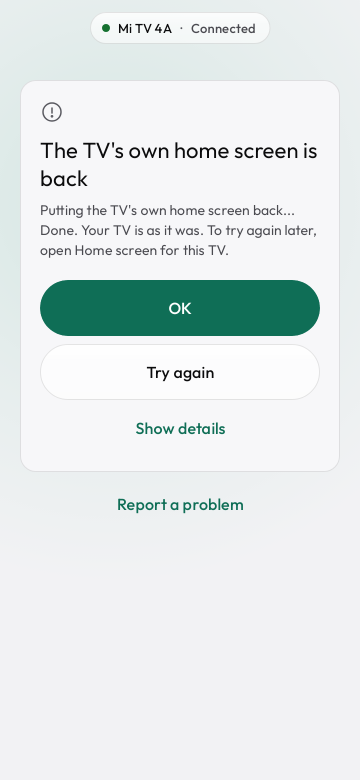 Mi TV 4A · Connected
The TV's own home screen is
back
Putting the TV's own home screen back...
Done. Your TV is as it was. To try again later,
open Home screen for this TV.
OK
Try again
Show details
Report a problem